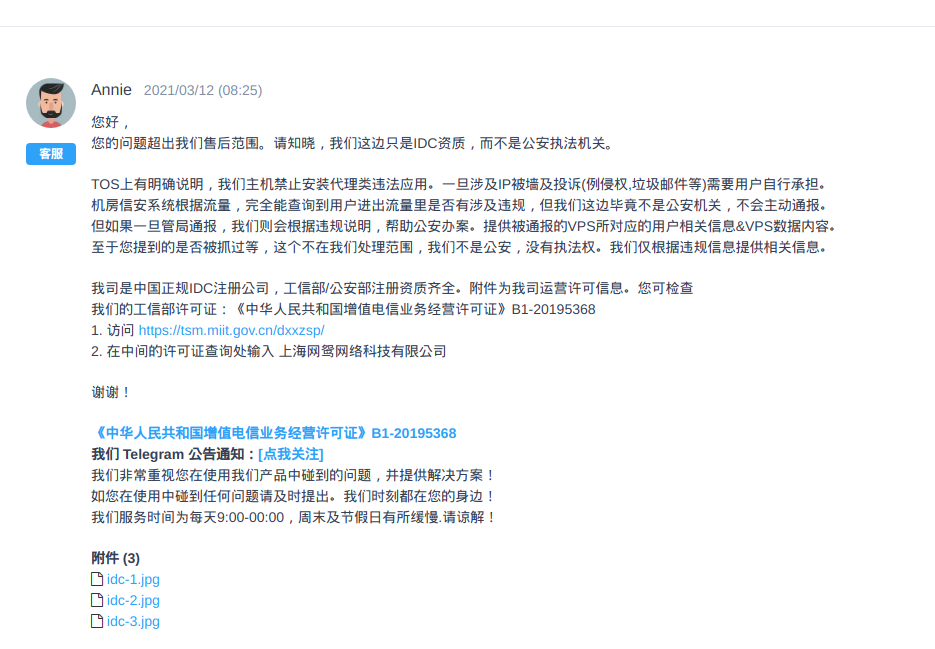 Annie 2021/03/12 (08:25)
客服
您好，
您的问题超出我们售后范围。请知晓，我们这边只是IDC资质，而不是公安执法机关。
TOS上有明确说明，我们主机禁止安装代理类违法应用。一旦涉及IP被墙及投诉(例侵权,垃圾邮件等)需要用户自行承担。
机房信安系统根据流量，完全能查询到用户进出流量里是否有涉及违规，但我们这边毕竟不是公安机关，不会主动通报。
但如果一旦管局通报，我们则会根据违规说明，帮助公安办案。提供被通报的VPS所对应的用户相关信息&VPS数据内容。
至于您提到的是否被抓过等，这个不在我们处理范围，我们不是公安，没有执法权。我们仅根据违规信息提供相关信息。
我司是中国正规IDC注册公司，工信部/公安部注册资质齐全。附件为我司运营许可信息。您可检查
我们的工信部许可证：《中华人民共和国增值电信业务经营许可证》B1-20195368
1. 访问 https://tsm.miit.gov.cn/dxxzsp/
2. 在中间的许可证查询处输入 上海网鸳网络科技有限公司
谢谢！
《中华人民共和国增值电信业务经营许可证》B1-20195368
我们 Telegram 公告通知：[点我关注]
我们非常重视您在使用我们产品中碰到的问题，并提供解决方案！
如您在使用中碰到任何问题请及时提出。我们时刻都在您的身边！
我们服务时间为每天9:00-00:00，周末及节假日有所缓慢.请谅解！
附件 (3)
idc-1.jpg
idc-2.jpg
idc-3.jpg